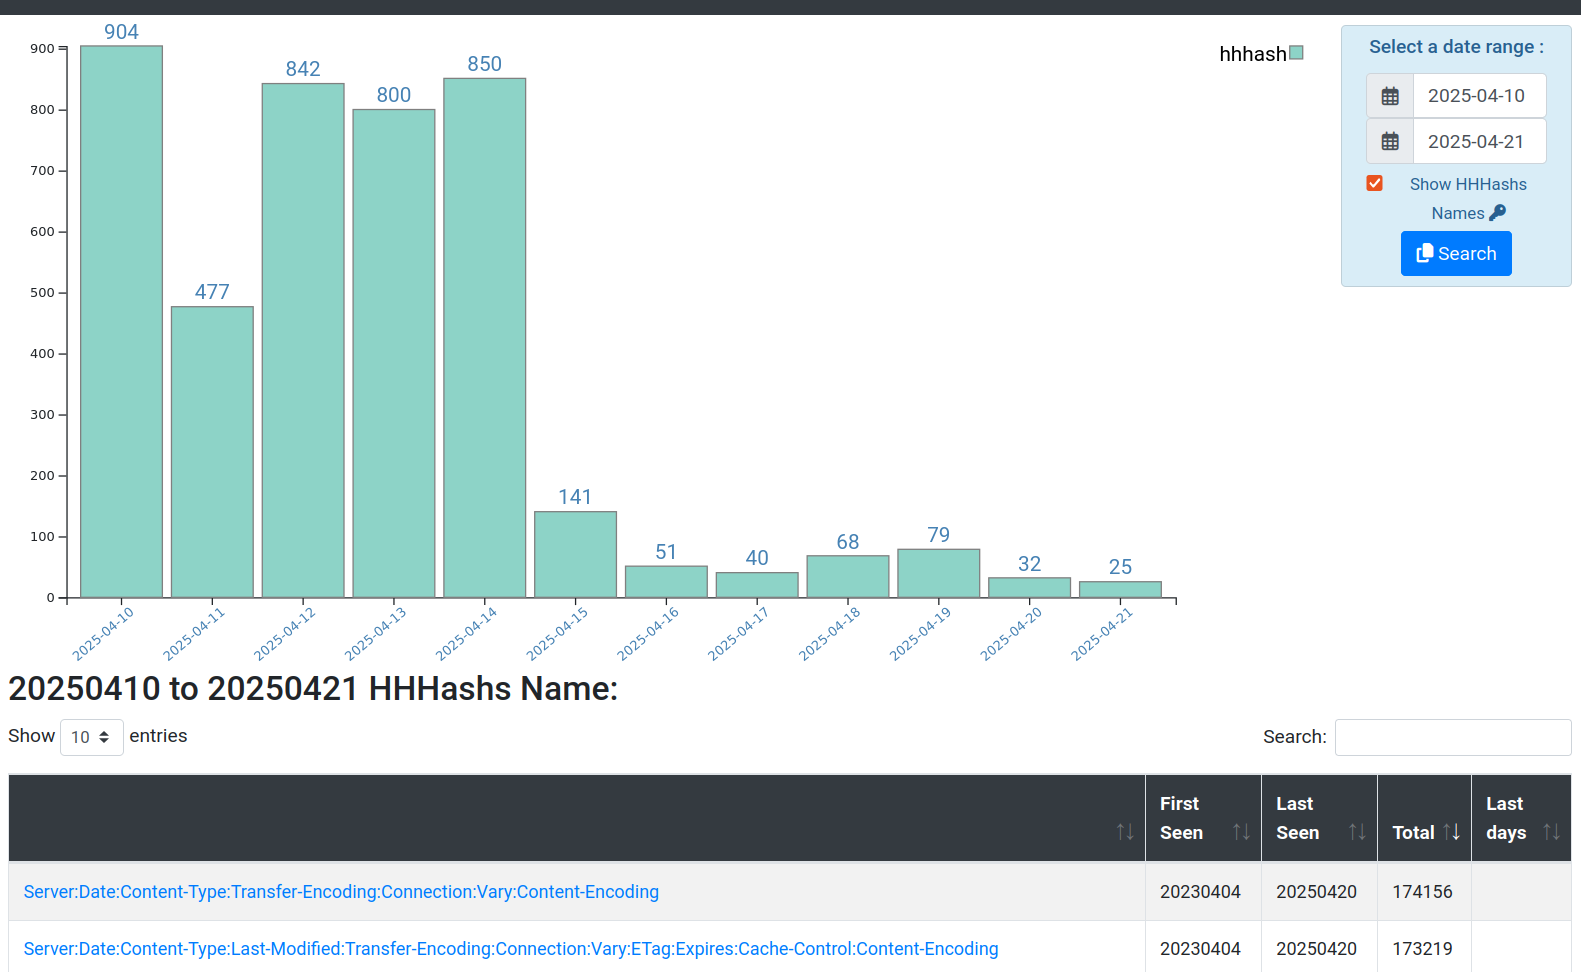 904
842
850
800
477
141
51
40
68
79
32
25
900
800
700
600
500
400
300
200
100
0
2025-04-10
2025-04-11
2025-04-12
2025-04-13
2025-04-14
2025-04-15
2025-04-16
2025-04-17
2025-04-18
2025-04-19
2025-04-20
2025-04-21
hhhash
Select a date range :
2025-04-10
2025-04-21
Show HHHashs
Names
Search
20250410 to 20250421 HHHashs Name:
Show 10 entries
Search:
First Seen
Last Seen
Total
Last days
Server:Date:Content-Type:Transfer-Encoding:Connection:Vary:Content-Encoding 20230404 20250420 174156
Server:Date:Content-Type:Last-Modified:Transfer-Encoding:Connection:Vary:ETag:Expires:Cache-Control:Content-Encoding 20230404 20250420 173219